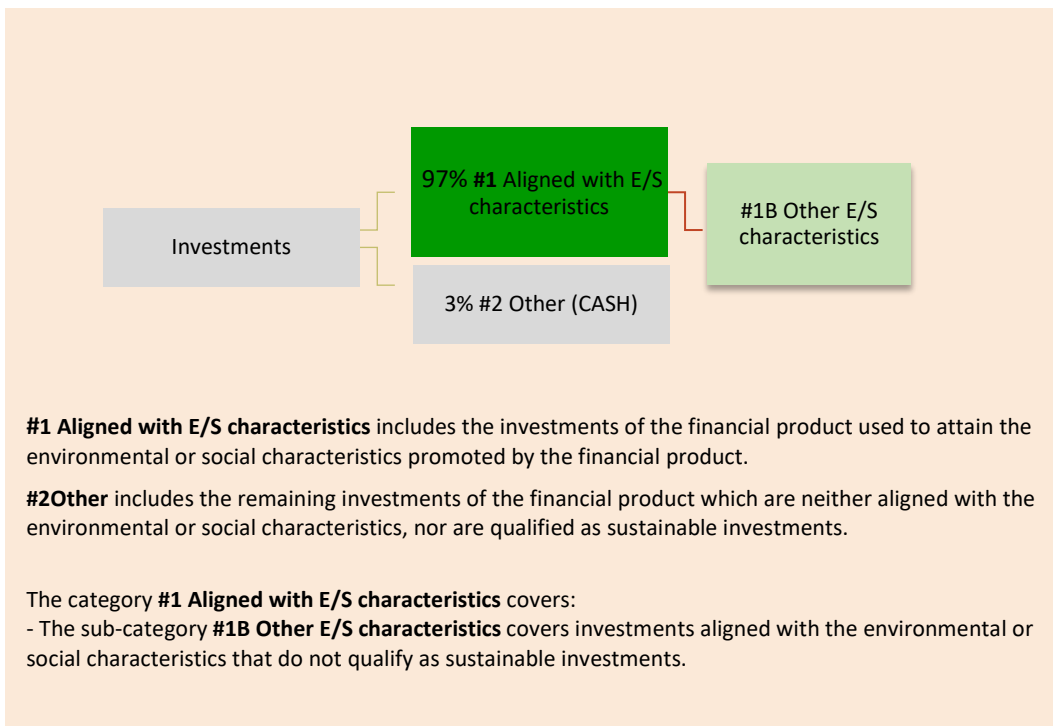 97% #1 Aligned with E/S
characteristics
#1B Other E/S
characteristics
Investments
3% #2 Other (CASH)
#1 Aligned with E/S characteristics includes the investments of the financial product used to attain the
environmental or social characteristics promoted by the financial product.
#2Other includes the remaining investments of the financial product which are neither aligned with the
environmental or social characteristics, nor are qualified as sustainable investments.
The category #1 Aligned with E/S characteristics covers:
- The sub-category #1B Other E/S characteristics covers investments aligned with the environmental or
social characteristics that do not qualify as sustainable investments.